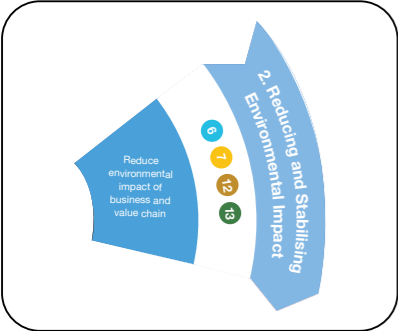 2. Reducing and Stabilising
Environmental Impact
6
7
12
13
Reduce
environmental
impact of
business and
value chain